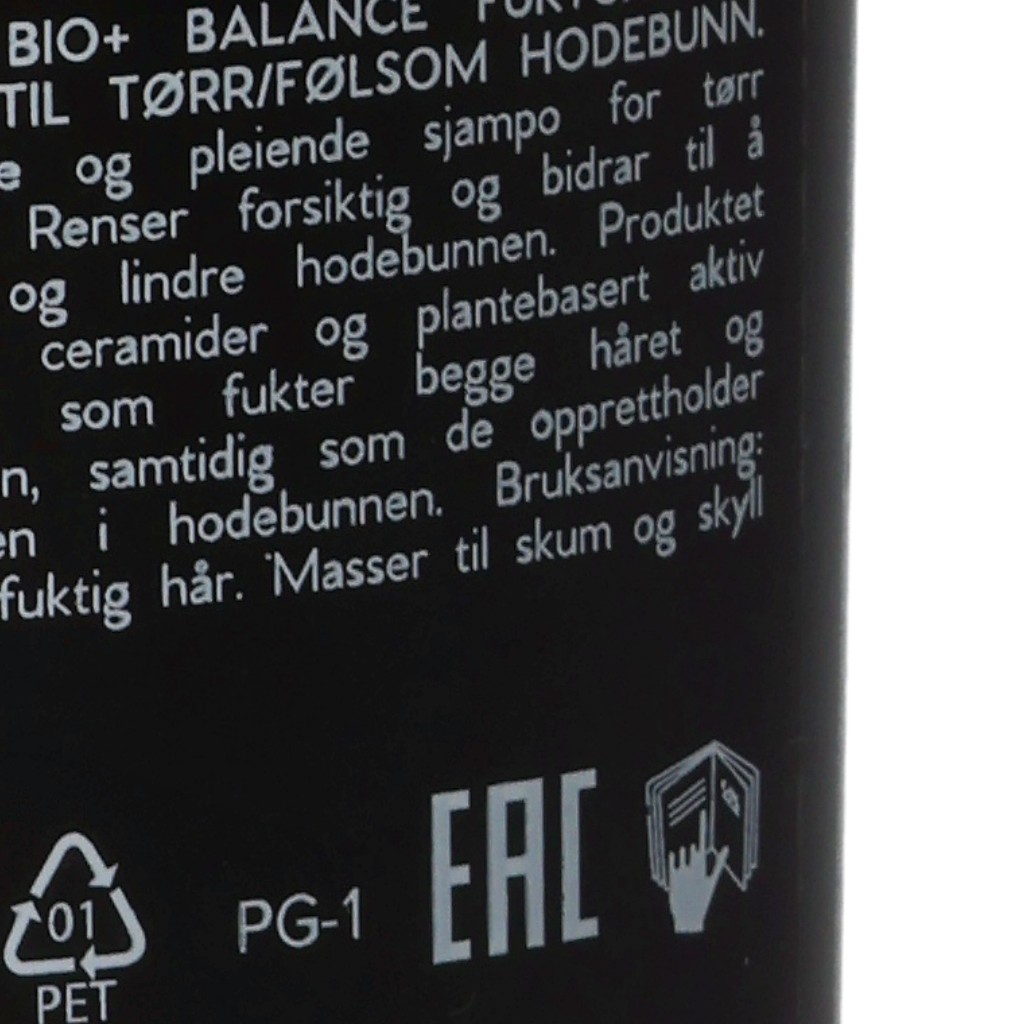 BIO+ BALANCE
TIL TØRR/FØLSOM HODEBUNN.
og pleiende sjampo for tørr
Renser forsiktig og bidrar til å
og lindre hodebunnen. Produktet
ceramider og plantebasert aktiv
som fukter begge håret og
samtidig som de opprettholder
i hodebunnen. Bruksanvisning:
fuktig hår. Masser til skum og skyll
EAC
01
PG-1
PET